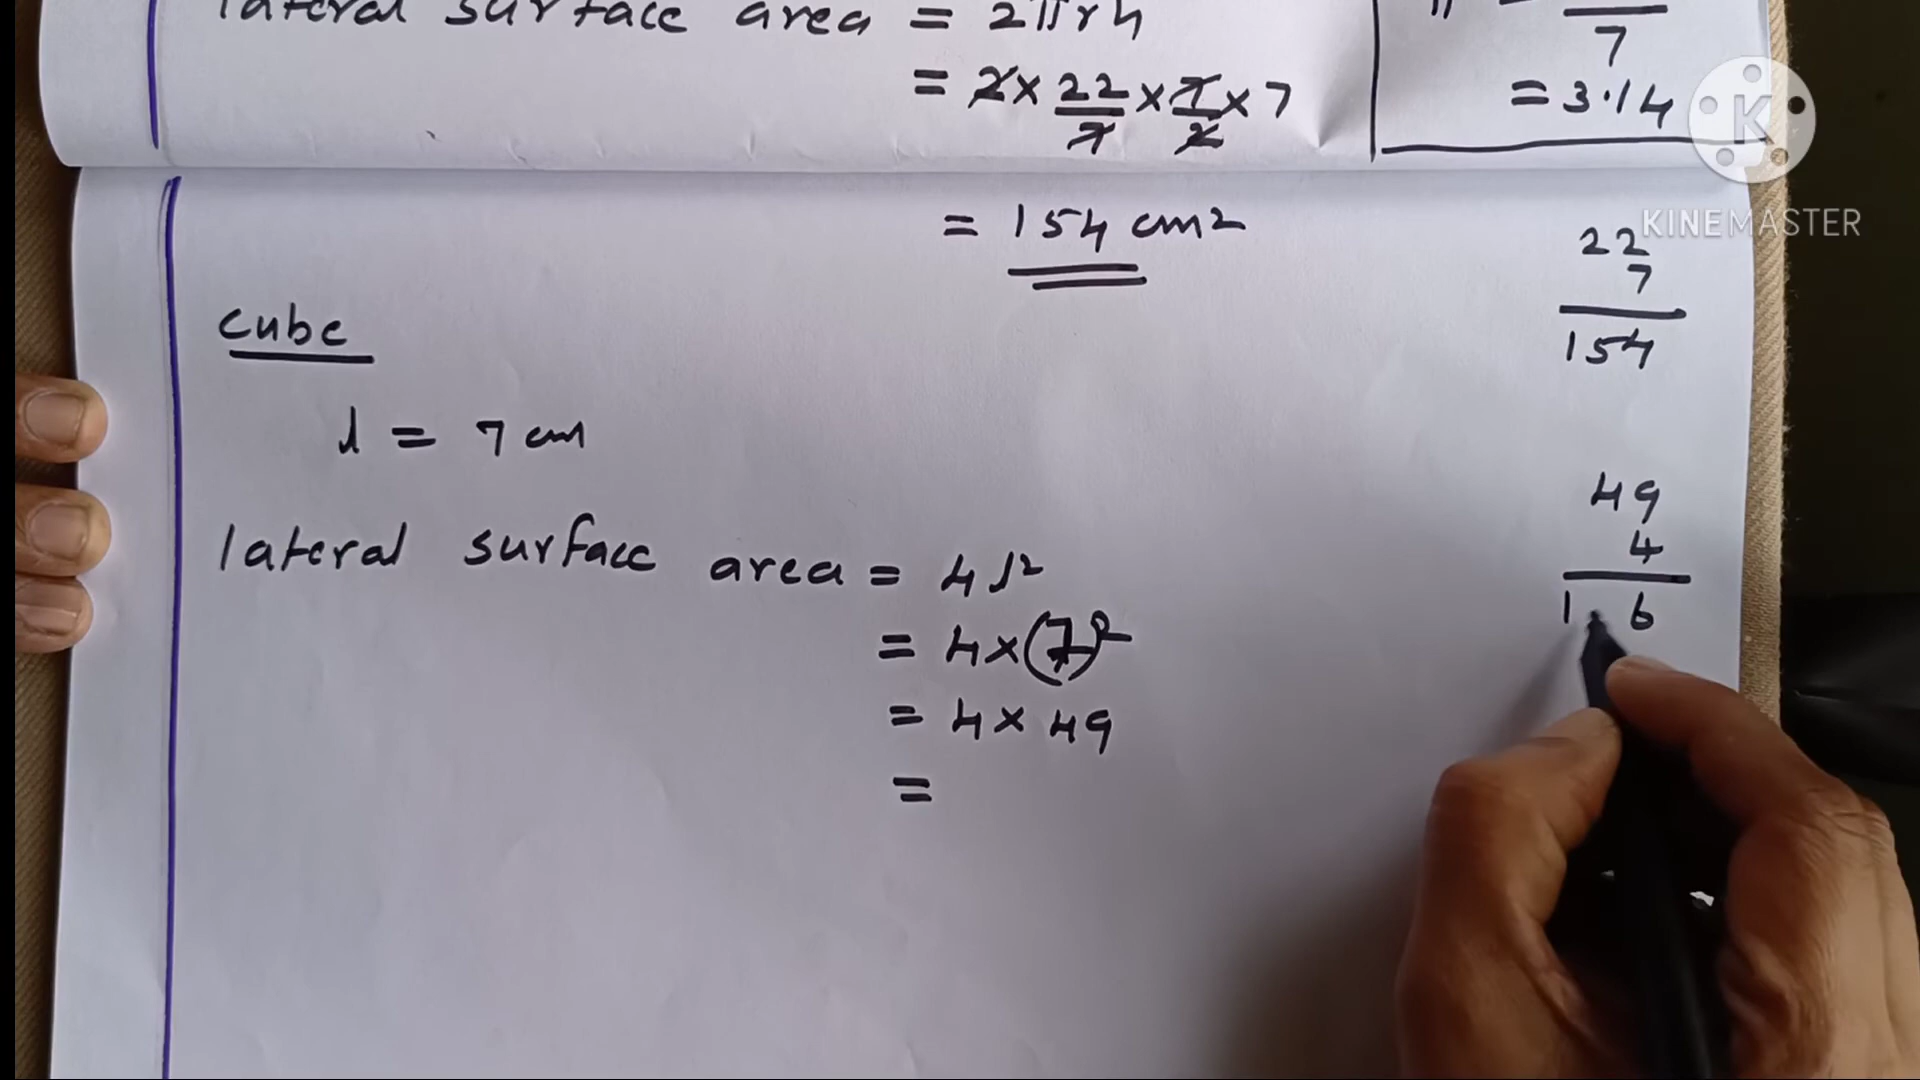 lateral surface area = 2πrh
= 2 × 22/7 × 7/2 × 7
π =
7
= 3.14
KINEMASTER
= 154 cm2
22
7
154
cube
l = 7 cm
49
4
1 6
lateral surface area = 4l²
= 4×(7)²
= 4 × 49
=